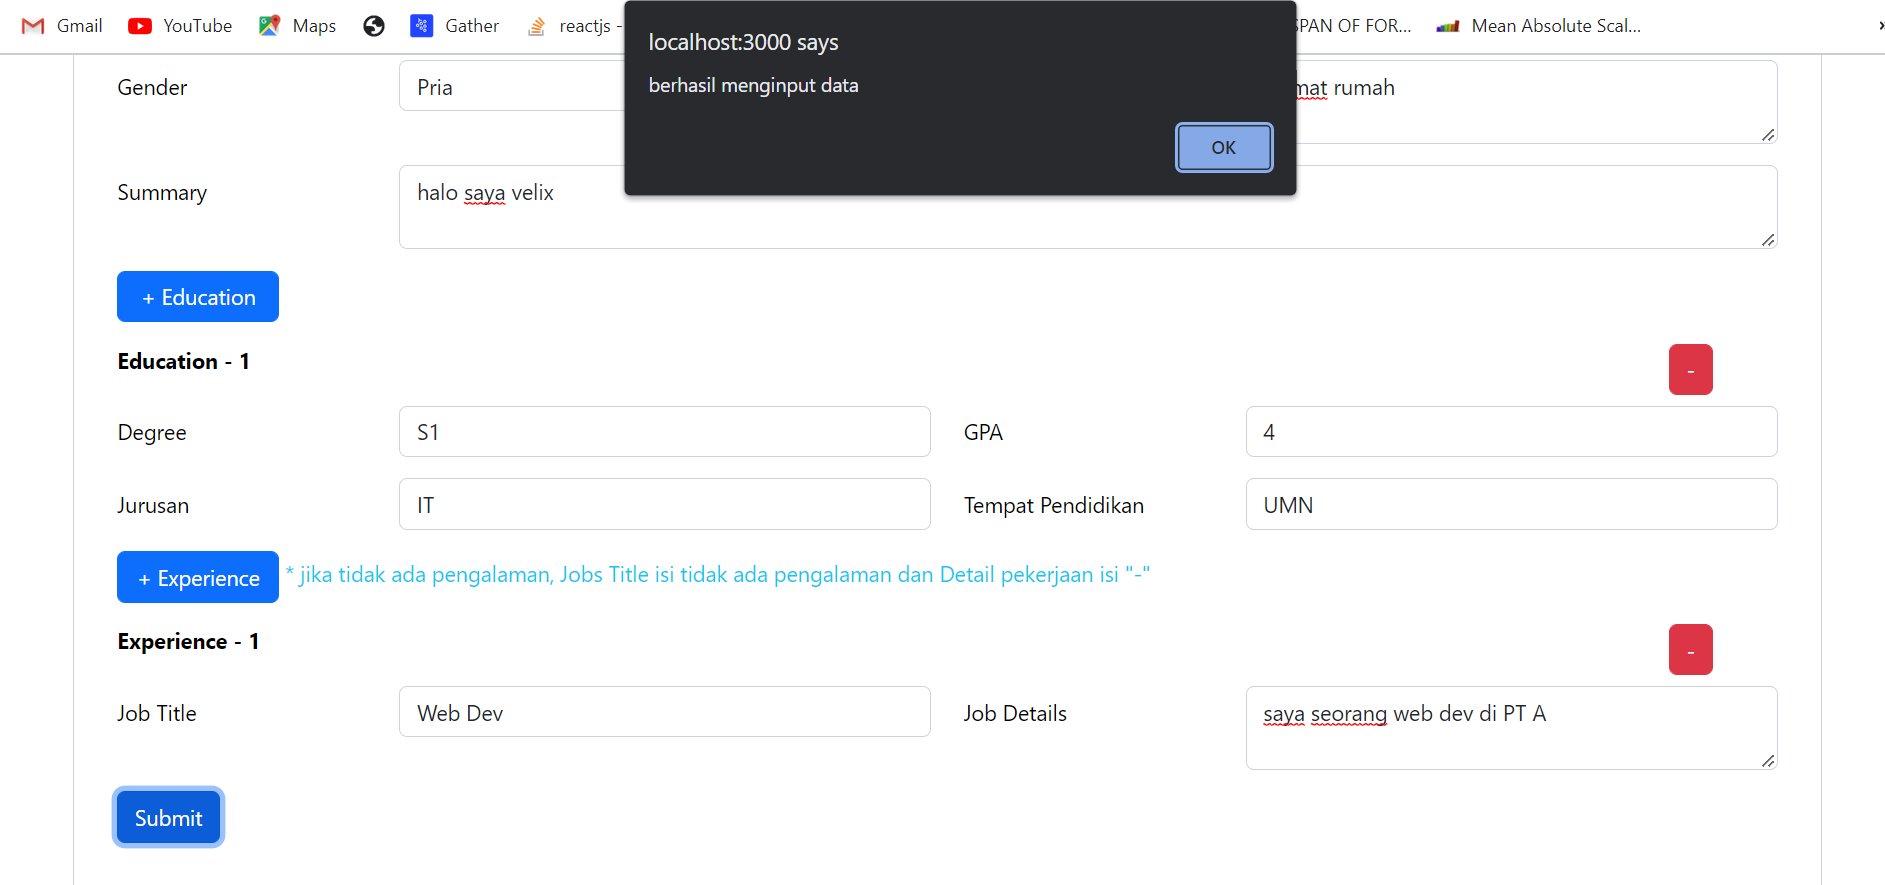 Gmail YouTube Maps Gather reactjs - SPAN OF FOR... Mean Absolute Scal...
localhost:3000 says
berhasil menginput data
OK
Gender Pria mat rumah
Summary halo saya velix
+ Education
Education - 1 -
Degree S1 GPA 4
Jurusan IT Tempat Pendidikan UMN
+ Experience * jika tidak ada pengalaman, Jobs Title isi tidak ada pengalaman dan Detail pekerjaan isi "-"
Experience - 1 -
Job Title Web Dev Job Details saya seorang web dev di PT A
Submit